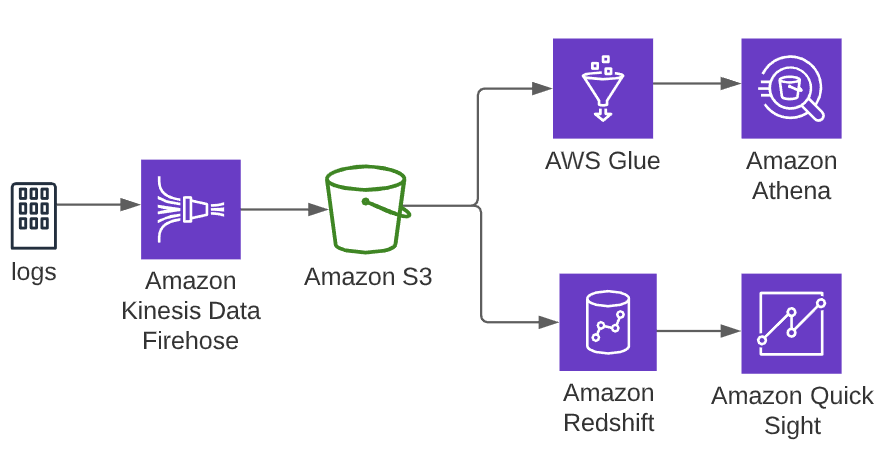 logs
Amazon
Kinesis Data
Firehose
Amazon S3
AWS Glue
Amazon
Athena
Amazon
Redshift
Amazon Quick
Sight